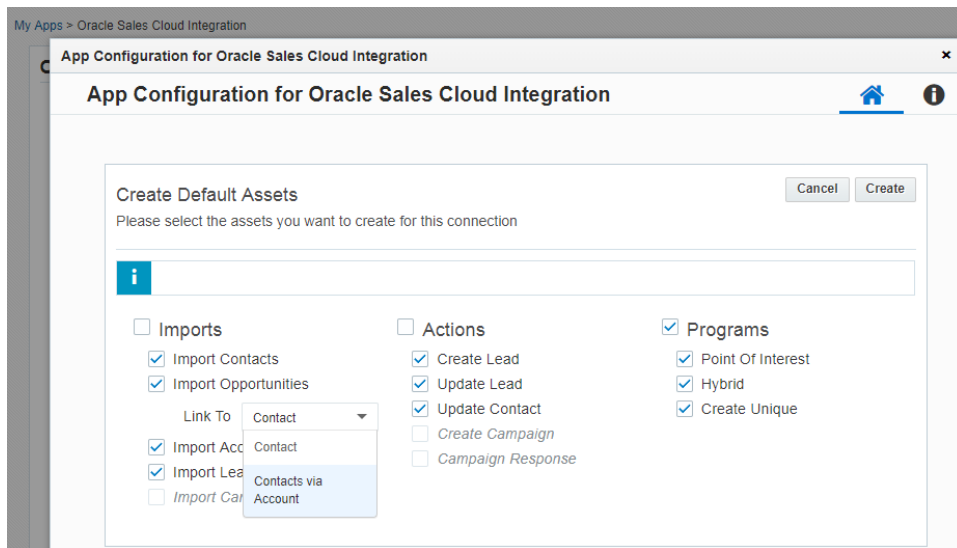 My Apps > Oracle Sales Cloud Integration
App Configuration for Oracle Sales Cloud Integration
App Configuration for Oracle Sales Cloud Integration
Create Default Assets
Cancel
Create
Please select the assets you want to create for this connection
Imports
Import Contacts
Import Opportunities
Link To
Contact
Contact
Contacts via
Account
Import Acc
Import Lea
Import Car
Actions
Create Lead
Update Lead
Update Contact
Create Campaign
Campaign Response
Programs
Point Of Interest
Hybrid
Create Unique